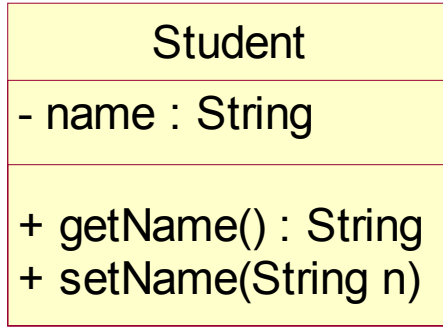 Student
- name : String
+ getName() : String
+ setName(String n)